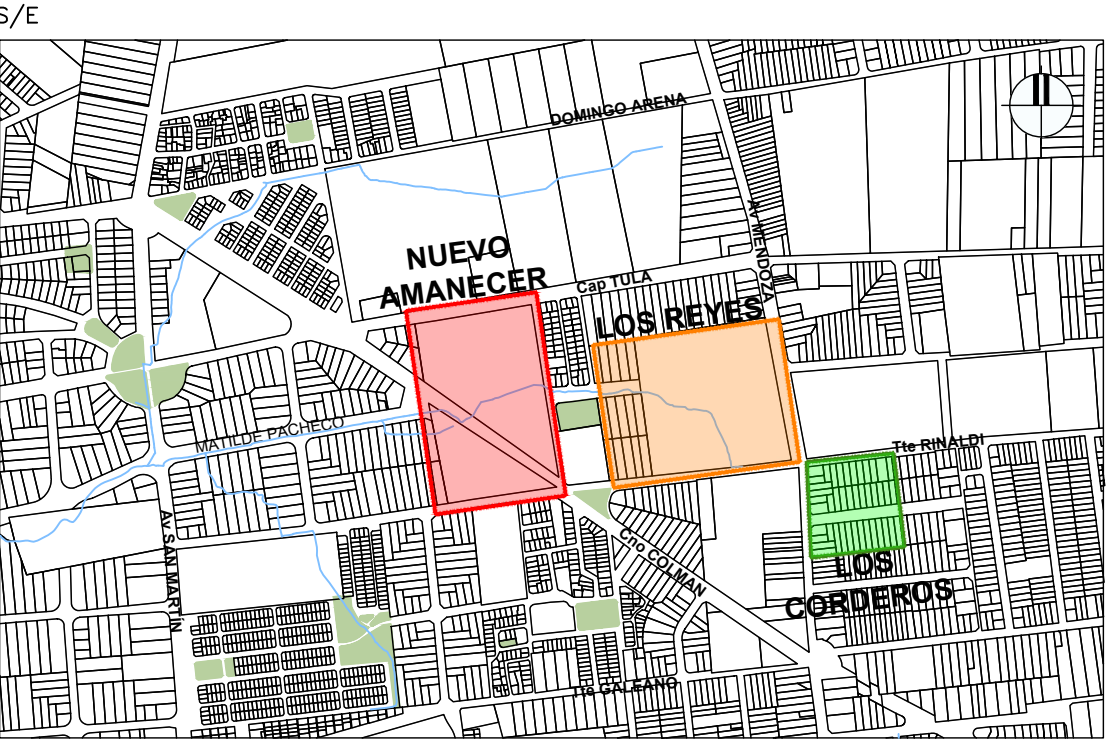 S/E
DOMINGO ARENA
Av MENDOZA
NUEVO
AMANECER
Cap TULA
LOS REYES
MATILDE PACHECO
Tte RINALDI
Av SAN MARTÍN
Cno COLMAN
LOS
CORDEROS
Tte GALEANO